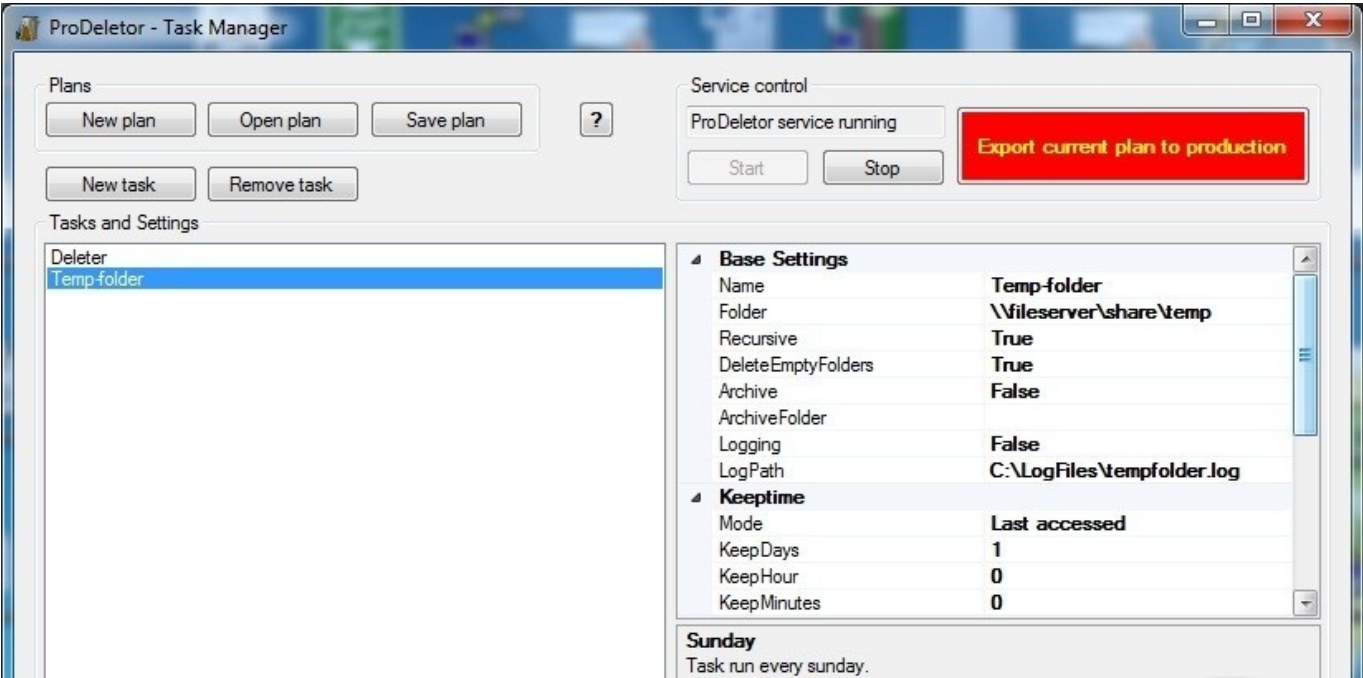 ProDeletor - Task Manager
Plans
New plan Open plan Save plan
?
New task Remove task
Service control
ProDeletor service running
Start Stop
Export current plan to production
Tasks and Settings
Deleter
Temp-folder
Base Settings
Name Temp-folder
Folder \\fileserver\share\temp
Recursive True
DeleteEmptyFolders True
Archive False
ArchiveFolder
Logging False
LogPath C:\LogFiles\tempfolder.log
Keeptime
Mode Last accessed
KeepDays 1
KeepHour 0
KeepMinutes 0
Sunday
Task run every sunday.